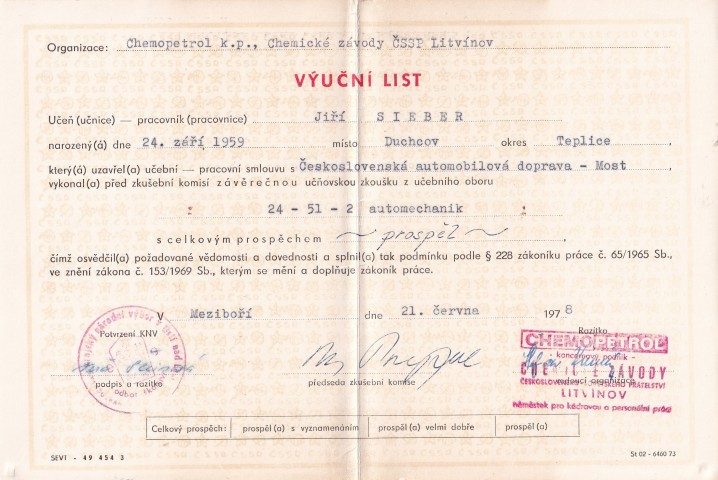 Organizace: Chemopetrol k.p., Chemické závody ČSSP Litvínov
VÝUČNÍ LIST
Učeň (učnice) — pracovník (pracovnice) Jiří SIEBER
narozený(á) dne 24. září 1959 místo Duchcov okres Teplice,
který(á) uzavřel(a) učební — pracovní smlouvu s Československá automobilová doprava - Most
vykonal(a) před zkušební komisí závěrečnou učňovskou zkoušku z učebního oboru
: 24 - 51 - 2 automechanik :
s celkovým prospěchem ~ prospěl ~,
čímž osvědčil(a) požadované vědomosti a dovednosti a splnil(a) tak podmínku podle § 228 zákoníku práce č. 65/1965 Sb.,
ve znění zákona č. 153/1969 Sb., kterým se mění a doplňuje zákoník práce.
V Meziboří dne 21. června 1978
Potvrzení KNV
Razítko
podpis a razítko
předseda zkušební komise
vedoucí organizace
CHEMOPETROL
- koncernový podnik -
CHEMICKÉ ZÁVODY
ČESKOSLOVENSKO-SOVĚTSKÉHO PŘÁTELSTVÍ
LITVÍNOV
náměstek pro kádrovou a personální práci
Celkový prospěch: prospěl(a) s vyznamenáním prospěl(a) velmi dobře prospěl(a)
SEVT - 49 454 3
St 02 - 6460 73